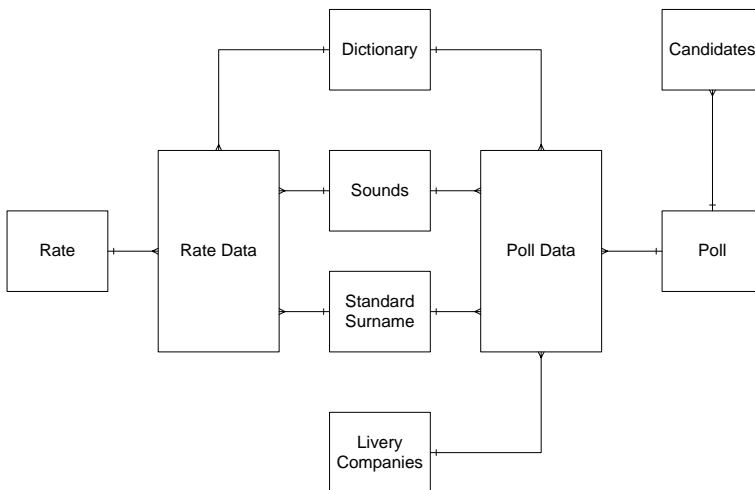 Dictionary
Candidates
Sounds
Rate
Rate Data
Poll Data
Poll
Standard
Surname
Livery
Companies